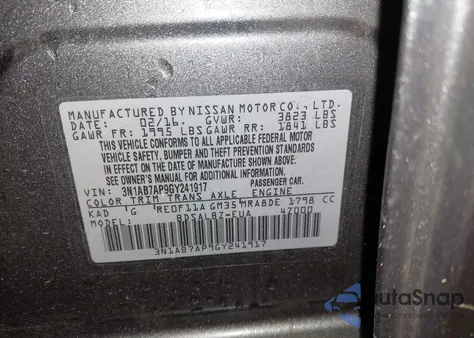 MANUFACTURED BY NISSAN MOTOR CO., LTD.
DATE: 02/16. GVWR: 3823 LBS
GAWR FR: 1995 LBS GAWR RR: 1841 LBS
THIS VEHICLE CONFORMS TO ALL APPLICABLE FEDERAL MOTOR
VEHICLE SAFETY, BUMPER AND THEFT PREVENTION STANDARDS
IN EFFECT ON THE DATE OF MANUFACTURE SHOWN ABOVE.
SEE OWNER'S MANUAL FOR ADDITIONAL INFORMATION.
VIN: 3N1AB7AP9GY241917 PASSENGER CAR.
COLOR TRIM TRANS AXLE ENGINE
KAD G RE0F11A GM35 MRA8DE 1798 CC
MODEL: BDSALBZ-EUA 4Z000
3N1AB7AP9GY241917
AutoSnap